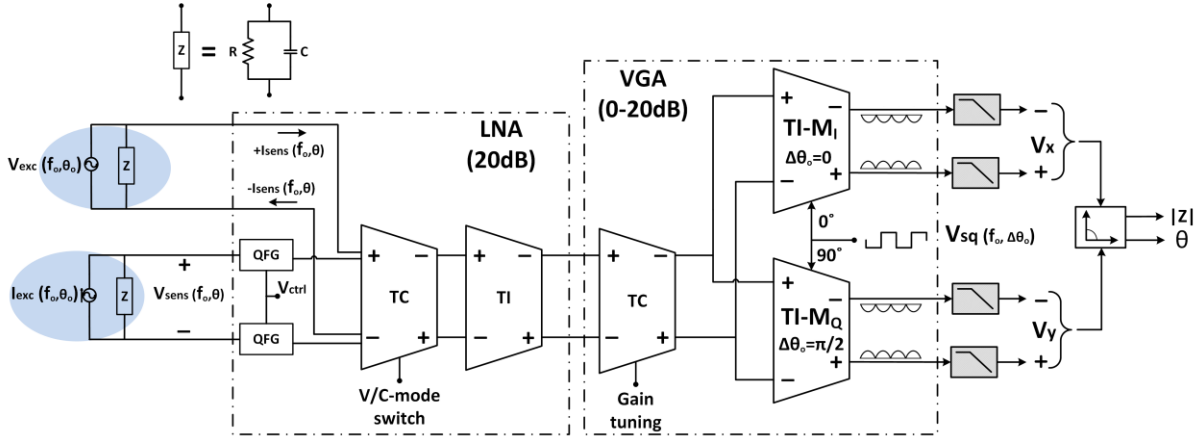 Z
=
R
C
VGA
(0-20dB)
LNA
(20dB)
+Isens (fₒ,θ)
-Isens (fₒ,θ)
Vexc (fₒ,θₒ)
Z
+
−
TI-M_I
Δθₒ=0
−
+
−
Vx
+
0°
90°
Vsq (fₒ, Δθₒ)
|Z|
θ
Iexc (fₒ,θₒ)
Z
+
Vsens (fₒ,θ)
−
QFG
Vctrl
QFG
+
−
TC
−
+
+
−
TI
−
+
+
−
TC
−
+
+
−
TI-M_Q
Δθₒ=π/2
−
+
−
Vy
+
V/C-mode
switch
Gain
tuning